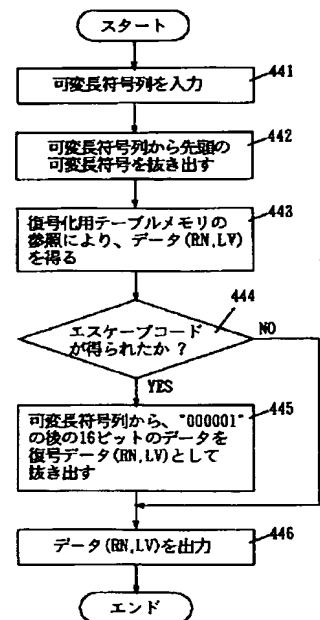 スタート
441
可変長符号列を入力
442
可変長符号列から先頭の
可変長符号を抜き出す
443
復号化用テーブルメモリの
参照により、データ(RN,LV)
を得る
444
エスケープコード
が得られたか ?
NO
YES
445
可変長符号列から、"000001"
の後の16ビットのデータを
復号データ(RN,LV)として
抜き出す
446
データ(RN,LV)を出力
エンド